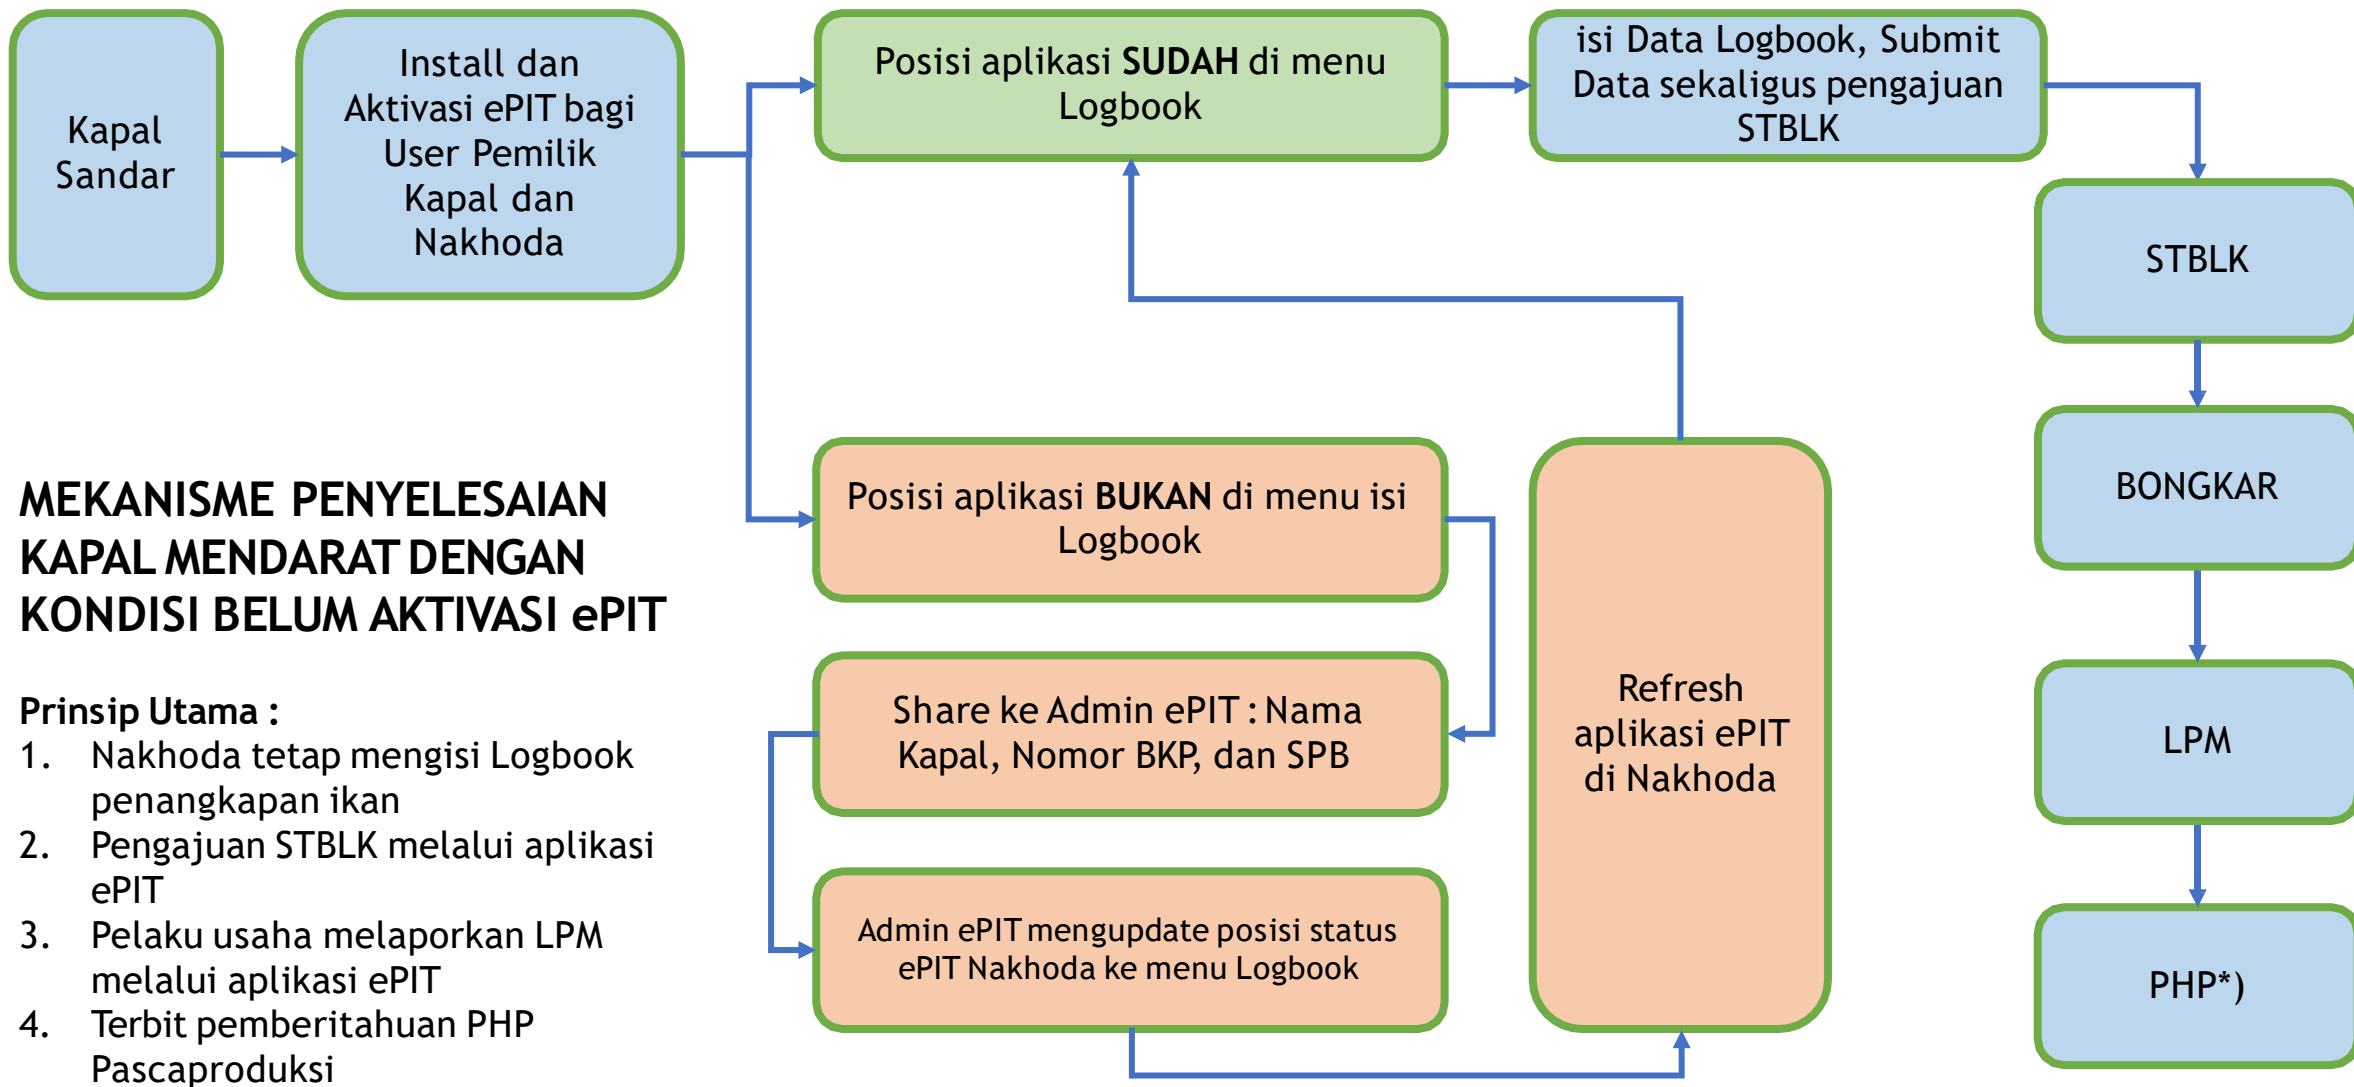 Kapal
Sandar
Install dan
Aktivasi ePIT bagi
User Pemilik
Kapal dan
Nakhoda
Posisi aplikasi SUDAH di menu
Logbook
isi Data Logbook, Submit
Data sekaligus pengajuan
STBLK
STBLK
BONGKAR
LPM
PHP*)
Posisi aplikasi BUKAN di menu isi
Logbook
Share ke Admin ePIT : Nama
Kapal, Nomor BKP, dan SPB
Admin ePIT mengupdate posisi status
ePIT Nakhoda ke menu Logbook
Refresh
aplikasi ePIT
di Nakhoda
MEKANISME PENYELESAIAN
KAPAL MENDARAT DENGAN
KONDISI BELUM AKTIVASI ePIT
Prinsip Utama :
1. Nakhoda tetap mengisi Logbook
penangkapan ikan
2. Pengajuan STBLK melalui aplikasi
ePIT
3. Pelaku usaha melaporkan LPM
melalui aplikasi ePIT
4. Terbit pemberitahuan PHP
Pascaproduksi